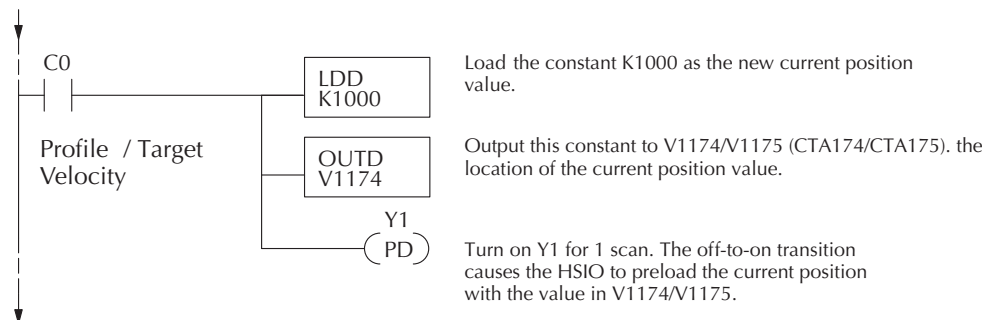 C0
LDD
K1000
Load the constant K1000 as the new current position
value.
Profile / Target
Velocity
OUTD
V1174
Output this constant to V1174/V1175 (CTA174/CTA175). the
location of the current position value.
Y1
PD
Turn on Y1 for 1 scan. The off-to-on transition
causes the HSIO to preload the current position
with the value in V1174/V1175.